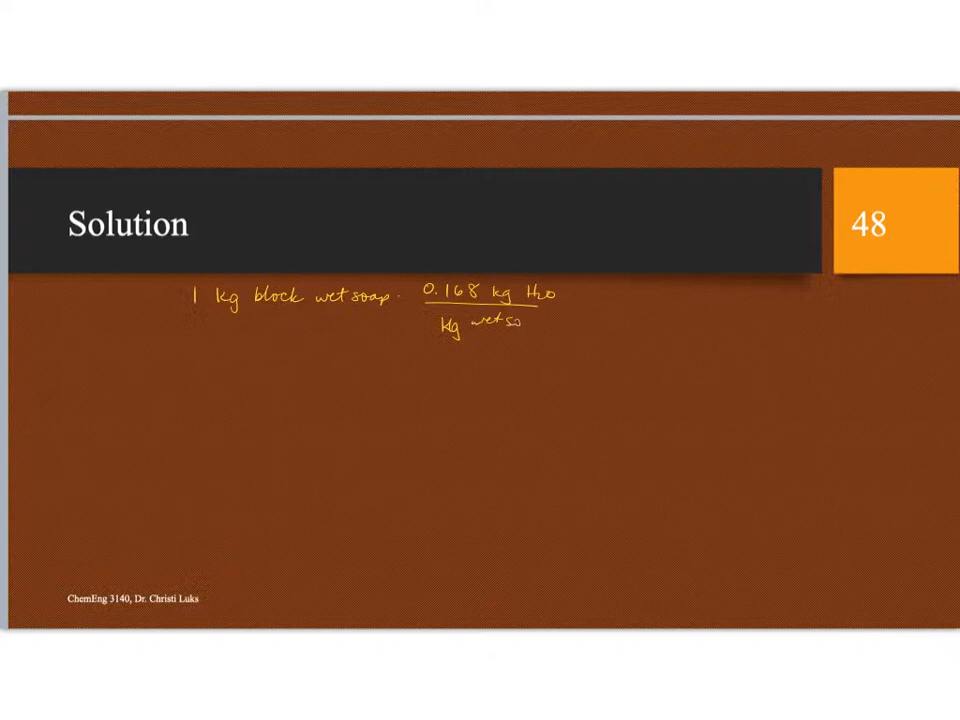 Solution
48
1 kg block wet soap · 0.168 kg H2O
kg wet so
ChemEng 3140, Dr. Christi Luks